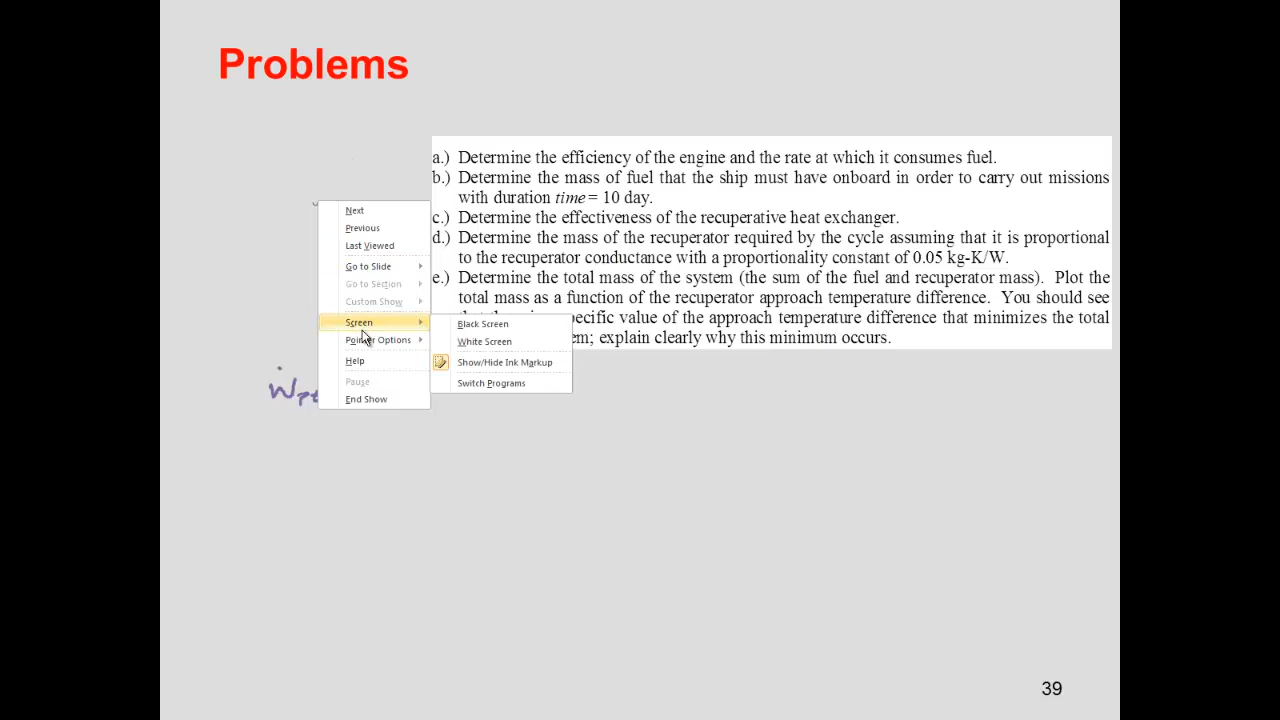 Problems
a.) Determine the efficiency of the engine and the rate at which it consumes fuel.
b.) Determine the mass of fuel that the ship must have onboard in order to carry out missions
with duration time = 10 day.
c.) Determine the effectiveness of the recuperative heat exchanger.
d.) Determine the mass of the recuperator required by the cycle assuming that it is proportional
to the recuperator conductance with a proportionality constant of 0.05 kg-K/W.
e.) Determine the total mass of the system (the sum of the fuel and recuperator mass). Plot the
total mass as a function of the recuperator approach temperature difference. You should see
value of the approach temperature difference that minimizes the total
explain clearly why this minimum occurs.
Next
Previous
Last Viewed
Go to Slide
Go to Section
Custom Show
Screen
Pointer Options
Help
Pause
End Show
Black Screen
White Screen
Show/Hide Ink Markup
Switch Programs
39